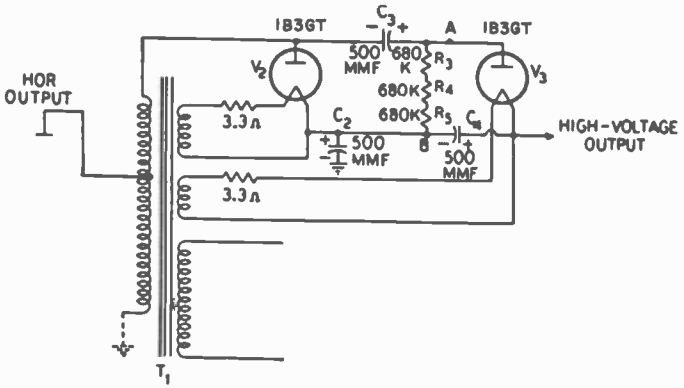 1B3GT
C3
- +
A
1B3GT
500
MMF
680
K
R3
V2
V3
HOR
OUTPUT
680K
R4
680K
R5
3.3Ω
C2
C4
+
-
500
MMF
B
- +
500
MMF
HIGH-VOLTAGE
OUTPUT
3.3Ω
T1